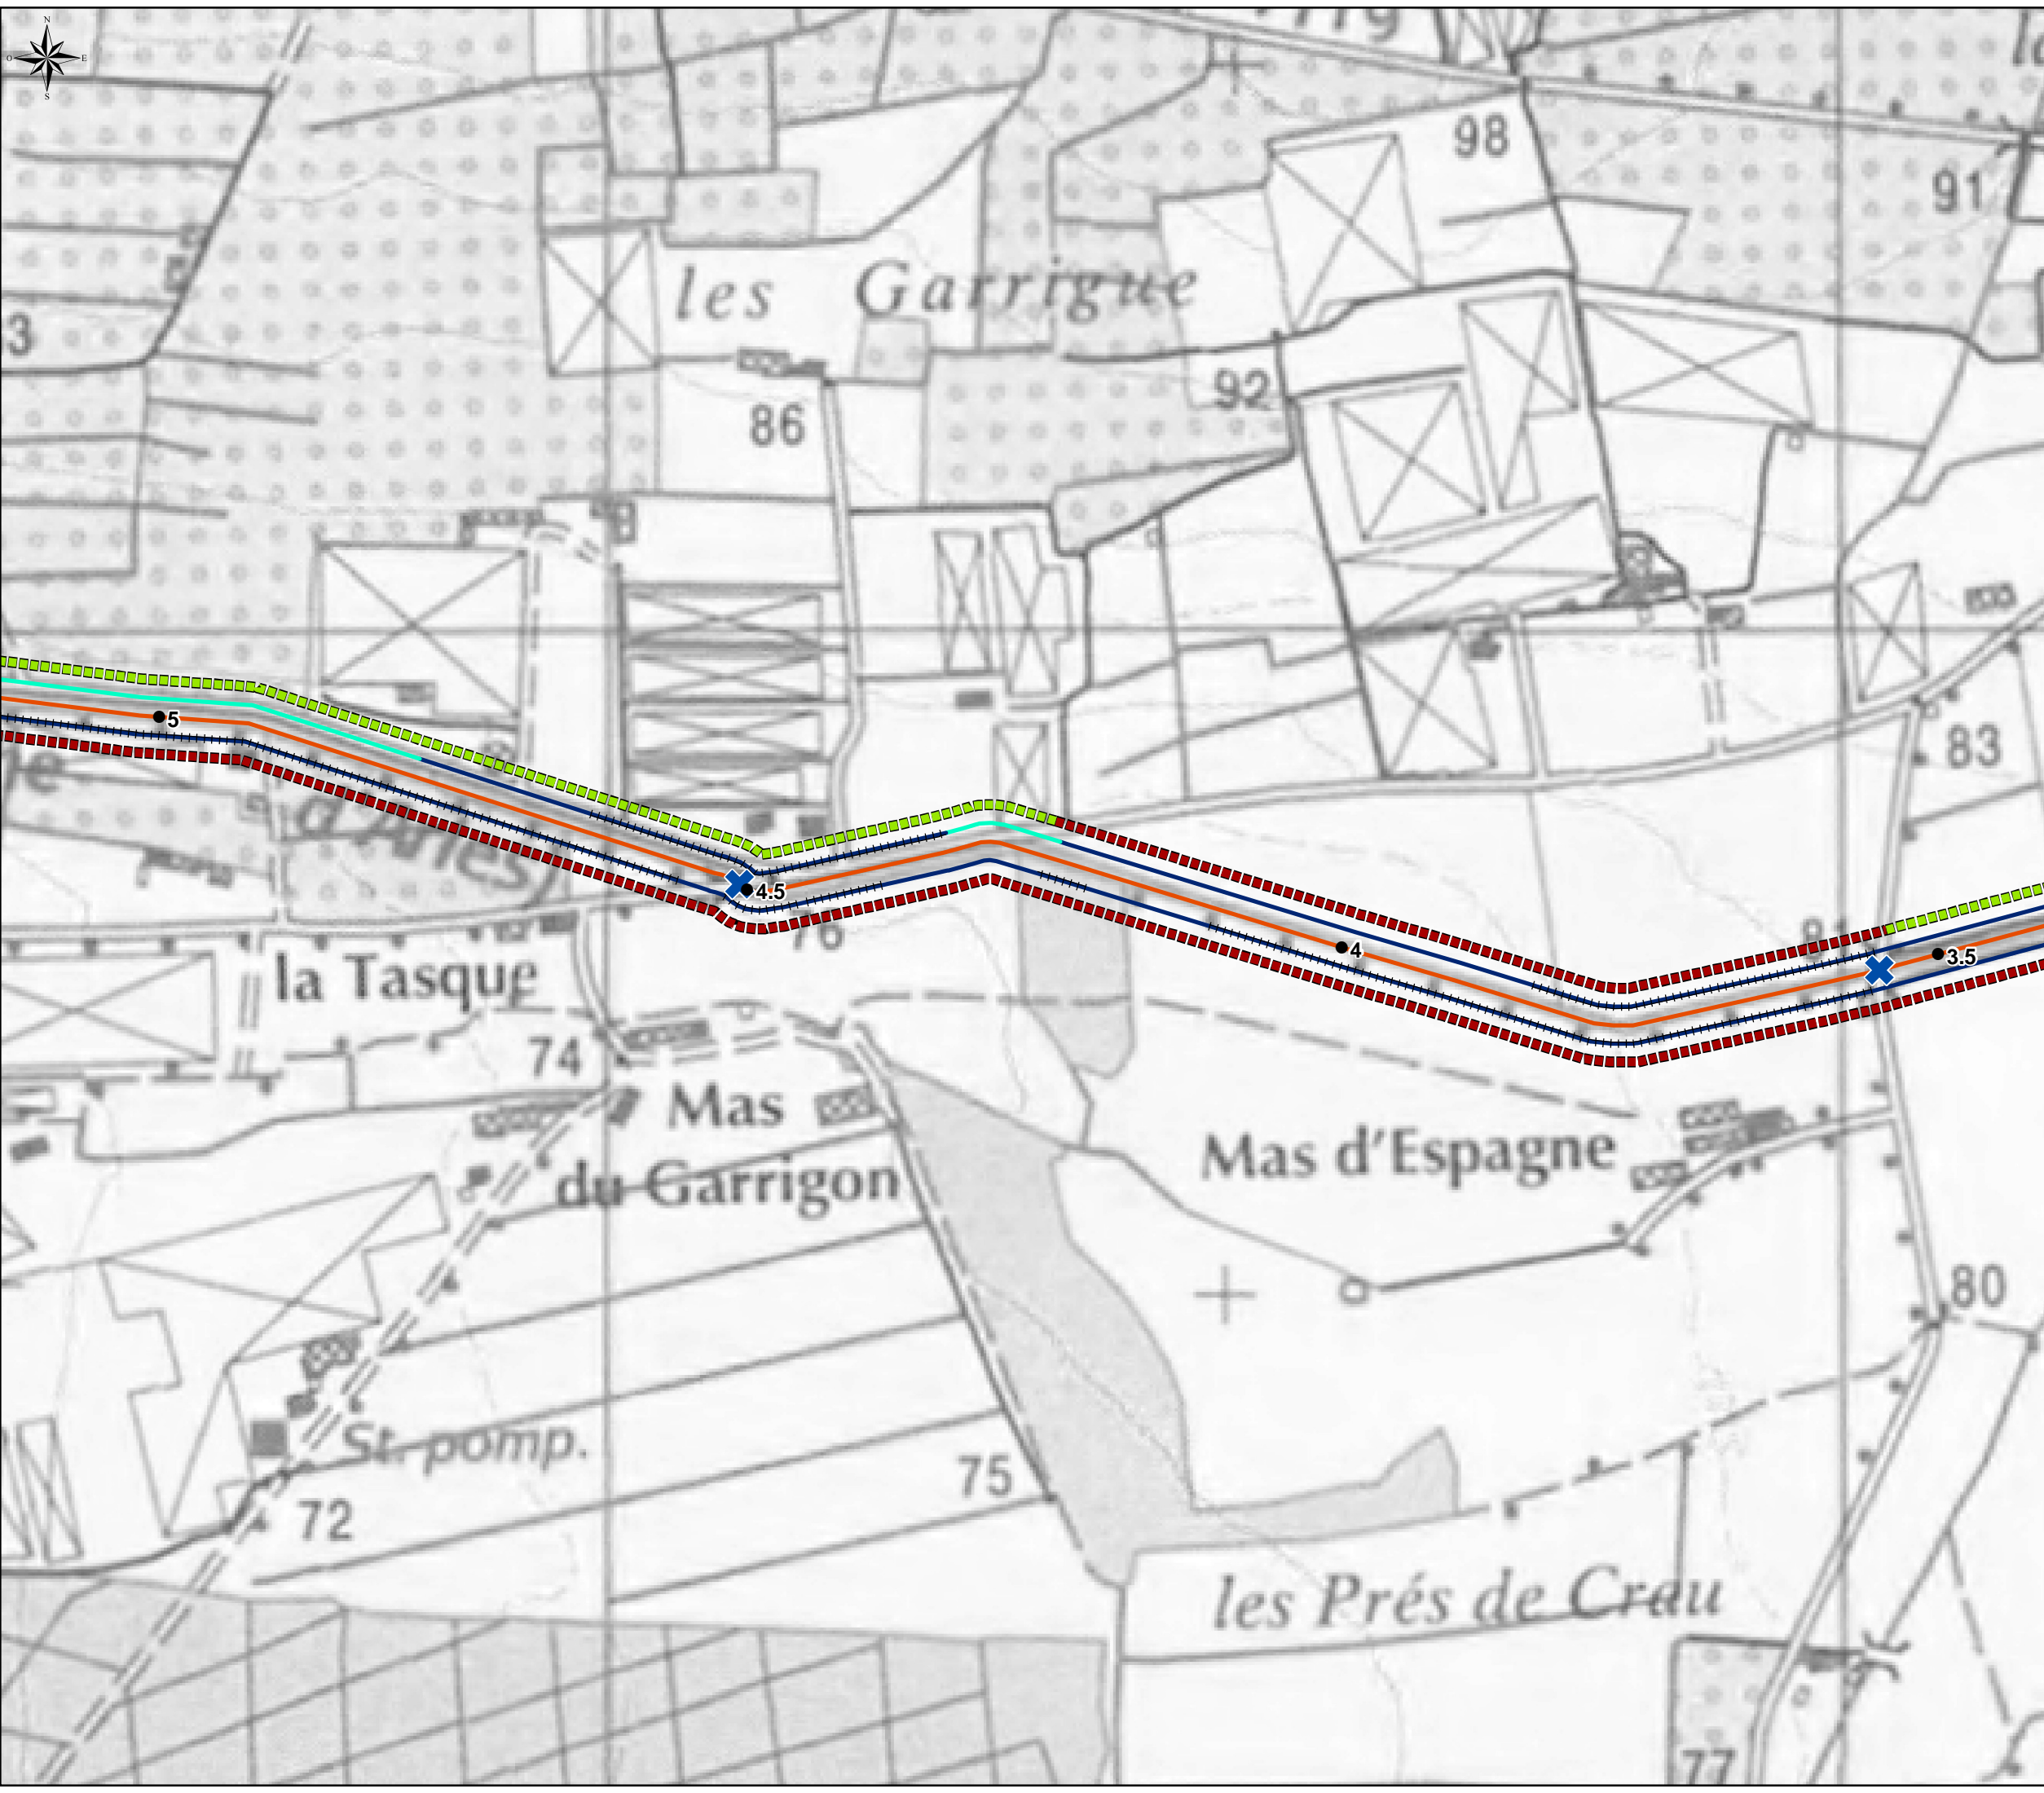 N
O E
S
98
91
les Garrigue
3
92
86
5
83
d'Arles)
4.5
76
4
3.5
la Tasque
74
Mas
du Garrigon
Mas d'Espagne
80
St. pomp.
75
72
les Prés de Crau
77